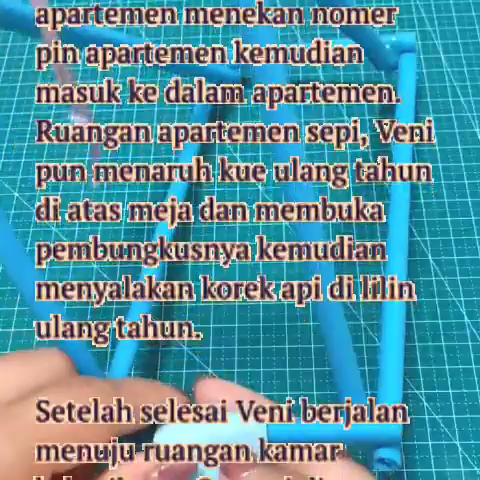 apartemen menekan nomer
pin apartemen kemudian
masuk ke dalam apartemen.
Ruangan apartemen sepi, Veni
pun menaruh kue ulang tahun
di atas meja dan membuka
pembungkusnya kemudian
menyalakan korek api di lilin
ulang tahun.
Setelah selesai Veni berjalan
menuju ruangan kamar